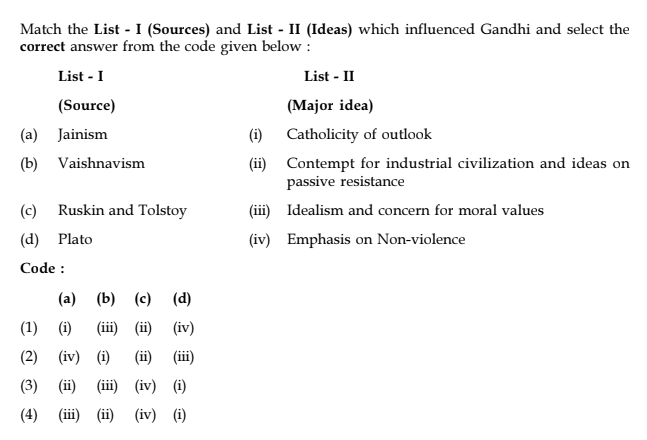 Match the List - I (Sources) and List - II (Ideas) which influenced Gandhi and select the
correct answer from the code given below :
List - I List - II
(Source) (Major idea)
(a) Jainism (i) Catholicity of outlook
(b) Vaishnavism (ii) Contempt for industrial civilization and ideas on
passive resistance
(c) Ruskin and Tolstoy (iii) Idealism and concern for moral values
(d) Plato (iv) Emphasis on Non-violence
Code :
(a) (b) (c) (d)
(1) (i) (iii) (ii) (iv)
(2) (iv) (i) (ii) (iii)
(3) (ii) (iii) (iv) (i)
(4) (iii) (ii) (iv) (i)